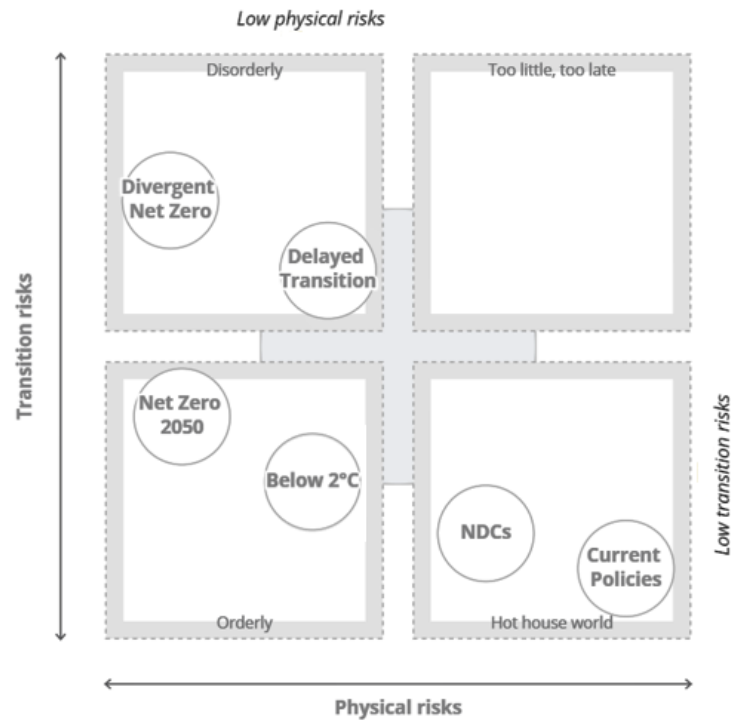 Low physical risks
Disorderly
Too little, too late
Divergent
Net Zero
Delayed
Transition
Transition risks
Net Zero
2050
Below 2°C
Low transition risks
NDCs
Current
Policies
Orderly
Hot house world
Physical risks